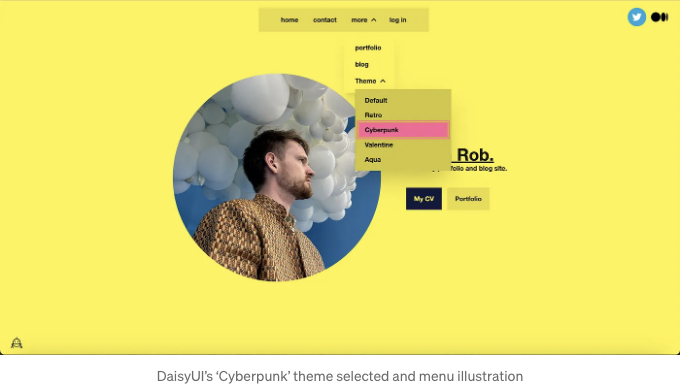 home contact more log in
portfolio
blog
Theme
Default
Retro
Cyberpunk
Valentine
Aqua
Rob.
folio and blog site.
My CV Portfolio
DaisyUI's ‘Cyberpunk’ theme selected and menu illustration